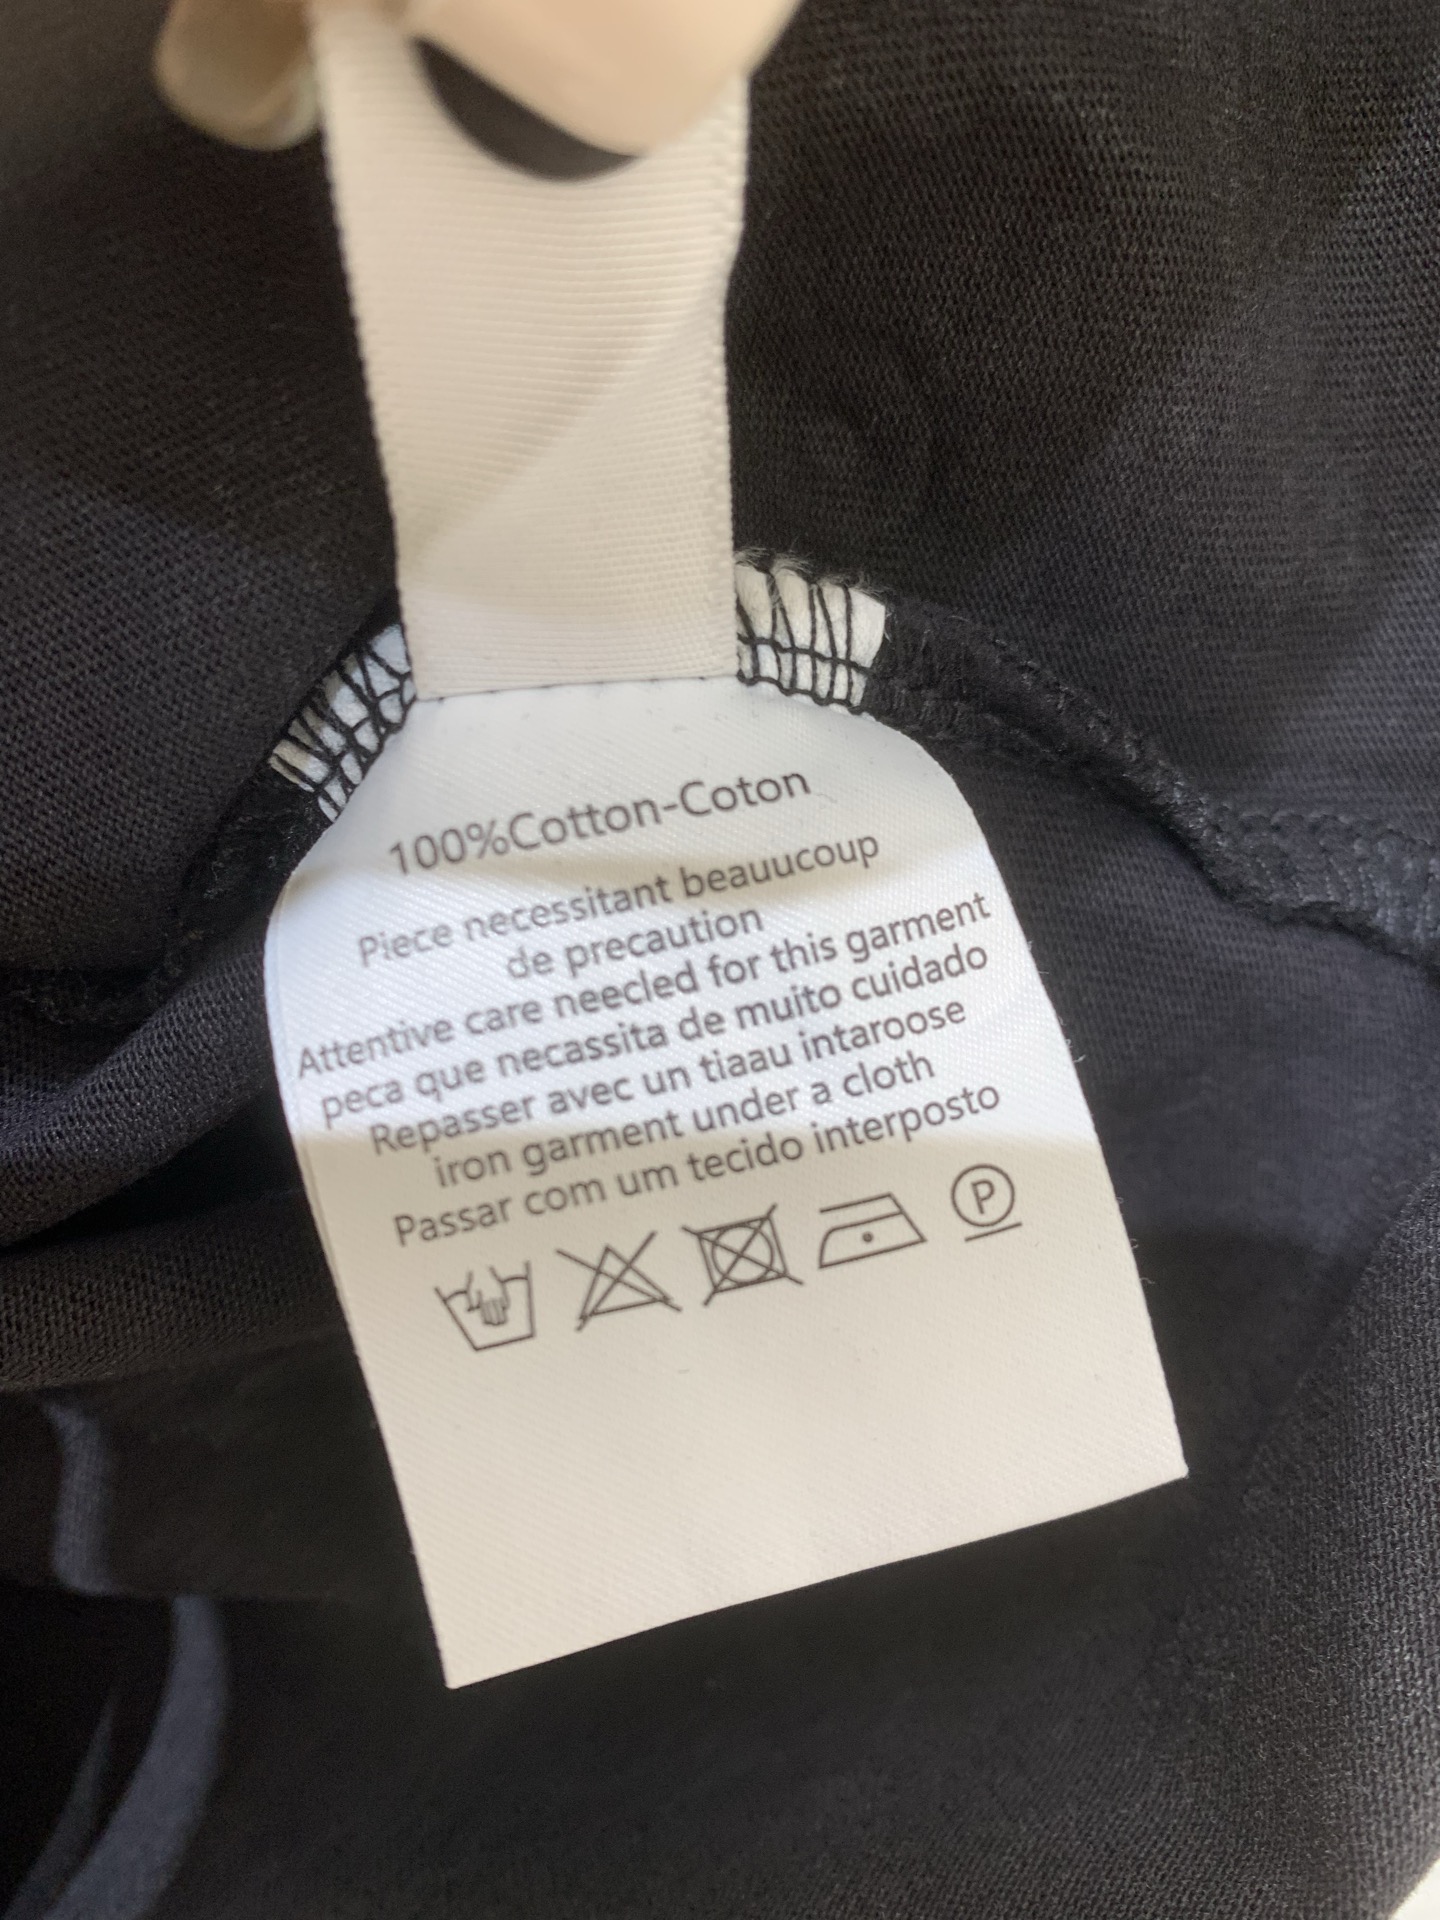 100%Cotton-Coton
Piece necessitant beauucoup
de precaution
Attentive care neecled for this garment
peca que necassita de muito cuidado
Repasser avec un tiaau intaroose
iron garment under a cloth
Passar com um tecido interposto
P